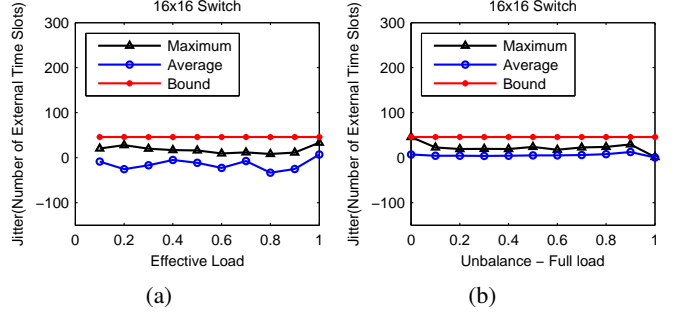 16x16 Switch
Jitter(Number of External Time Slots)
300
200
100
0
−100
Maximum
Average
Bound
0 0.2 0.4 0.6 0.8 1
Effective Load
(a)
16x16 Switch
Jitter(Number of External Time Slots)
300
200
100
0
−100
Maximum
Average
Bound
0 0.2 0.4 0.6 0.8 1
Unbalance − Full load
(b)